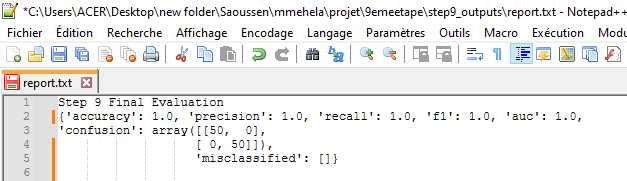 *C:\Users\ACER\Desktop\new folder\Saoussen\mmehela\projet\9emeetape\step9_outputs\report.txt - Notepad++
Fichier Édition Recherche Affichage Encodage Langage Paramètres Outils Macro Exécution Modu
report.txt
1 Step 9 Final Evaluation
2 {'accuracy': 1.0, 'precision': 1.0, 'recall': 1.0, 'f1': 1.0, 'auc': 1.0,
3 'confusion': array([[50, 0],
4 [ 0, 50]]),
5 'misclassified': []}
6